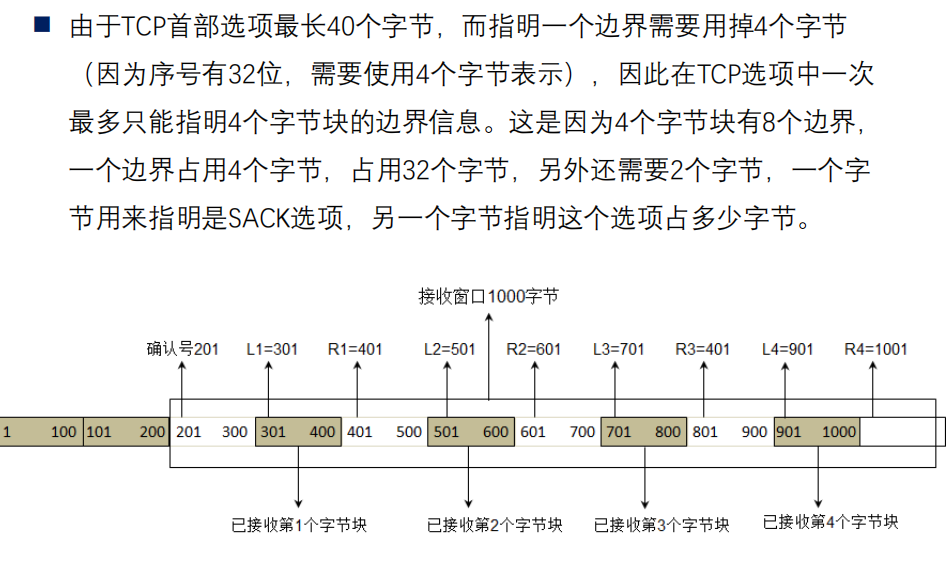 由于TCP首部选项最长40个字节，而指明一个边界需要用掉4个字节
（因为序号有32位，需要使用4个字节表示），因此在TCP选项中一次
最多只能指明4个字节块的边界信息。这是因为4个字节块有8个边界，
一个边界占用4个字节，占用32个字节，另外还需要2个字节，一个字
节用来指明是SACK选项，另一个字节指明这个选项占多少字节。
接收窗口1000字节
确认号201 L1=301 R1=401 L2=501 R2=601 L3=701 R3=401 L4=901 R4=1001
1 100 101 200 201 300 301 400 401 500 501 600 601 700 701 800 801 900 901 1000
已接收第1个字节块 已接收第2个字节块 已接收第3个字节块 已接收第4个字节块